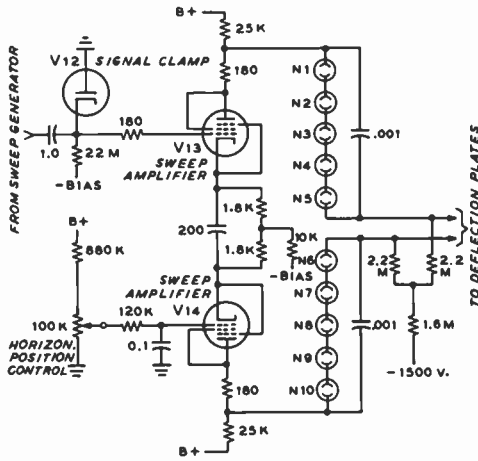 B+
25K
V12
SIGNAL CLAMP
180
N1
N2
N3
N4
N5
.001
FROM SWEEP GENERATOR
180
1.0
22 M
-BIAS
V13
SWEEP
AMPLIFIER
1.8K
200
10K
1.8K
-BIAS
TO DEFLECTION PLATES
B+
880K
SWEEP
AMPLIFIER
V14
120K
100K
HORIZON.
POSITION
CONTROL
0.1
N6
N7
N8
N9
N10
2.2
M
2.2
M
.001
1.6M
-1500 V.
180
25K
B+